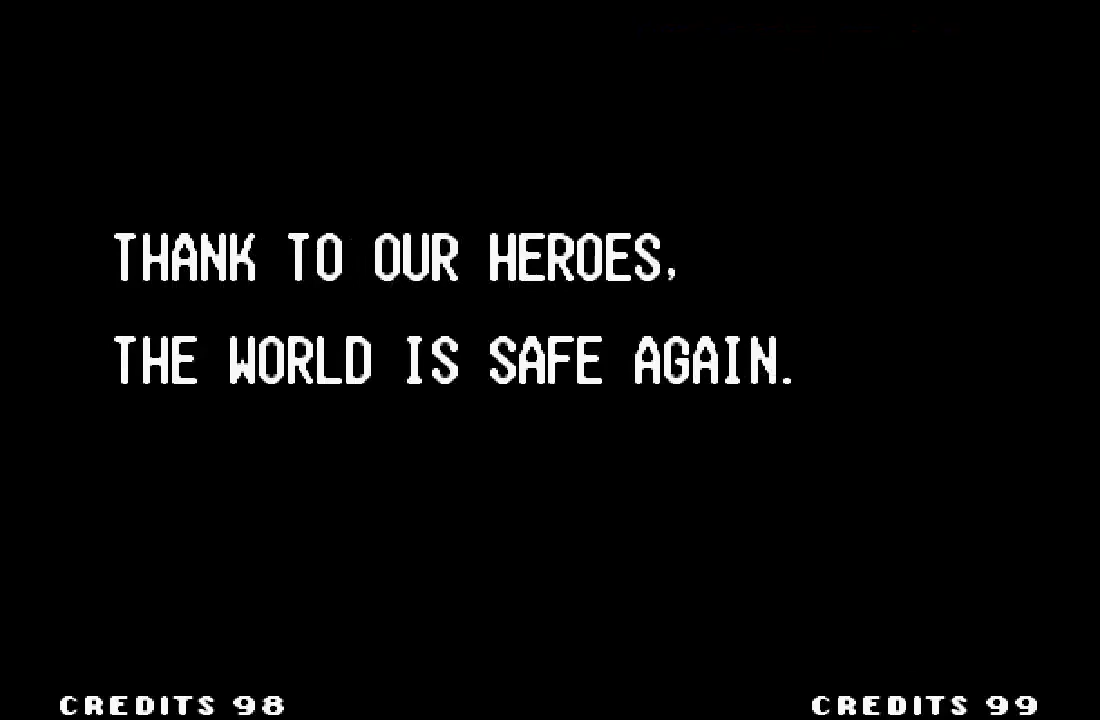 THANK TO OUR HEROES,
THE WORLD IS SAFE AGAIN.
CREDITS 98
CREDITS 99